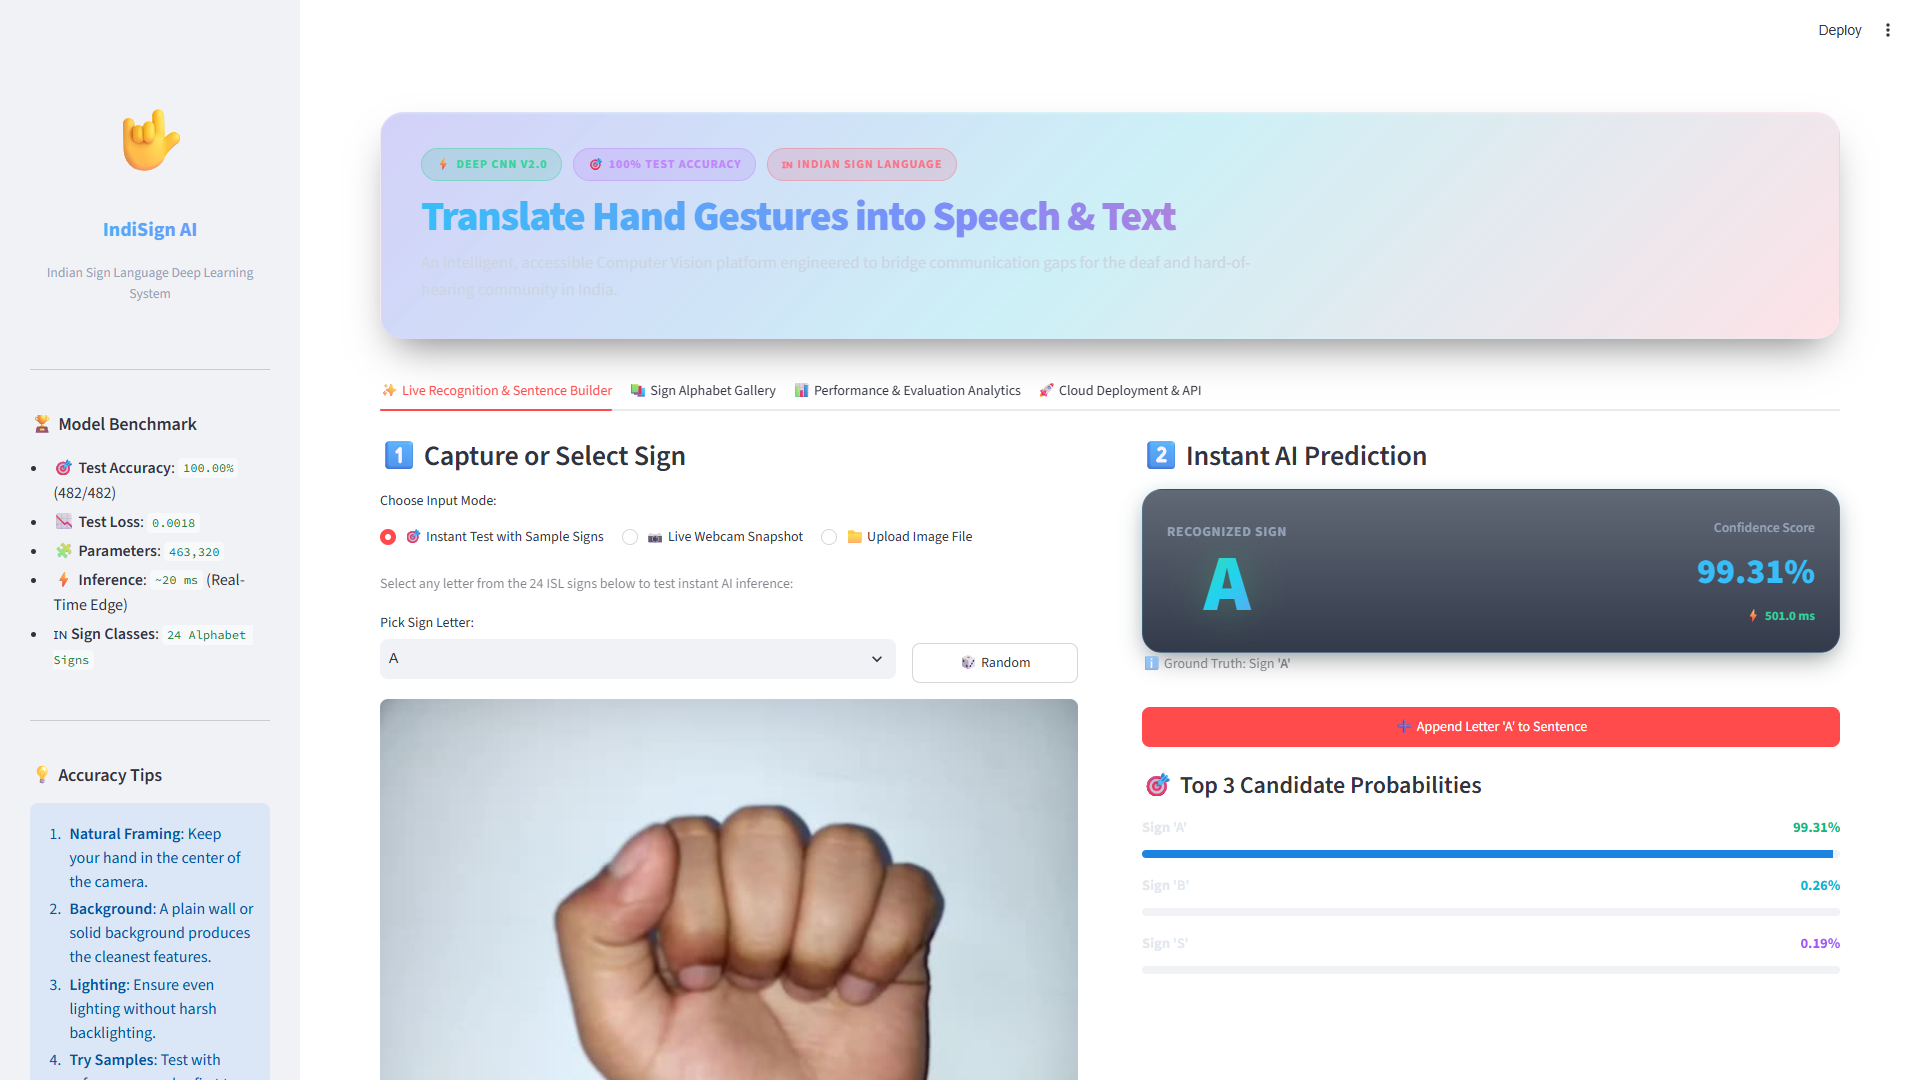 Deploy
IndiSign AI
Indian Sign Language Deep Learning
System
🏆 Model Benchmark
• 🎯 Test Accuracy: 100.00%
(482/482)
• 📉 Test Loss: 0.0018
• 🧩 Parameters: 463,320
• ⚡ Inference: ~20 ms (Real-
Time Edge)
• IN Sign Classes: 24 Alphabet
Signs
💡 Accuracy Tips
1. Natural Framing: Keep
your hand in the center of
the camera.
2. Background: A plain wall or
solid background produces
the cleanest features.
3. Lighting: Ensure even
lighting without harsh
backlighting.
4. Try Samples: Test with
⚡ DEEP CNN V2.0
🎯 100% TEST ACCURACY
IN INDIAN SIGN LANGUAGE
Translate Hand Gestures into Speech & Text
An intelligent, accessible Computer Vision platform engineered to bridge communication gaps for the deaf and hard-of-
hearing community in India.
✨ Live Recognition & Sentence Builder
📚 Sign Alphabet Gallery
📊 Performance & Evaluation Analytics
🚀 Cloud Deployment & API
1️⃣ Capture or Select Sign
Choose Input Mode:
🎯 Instant Test with Sample Signs
📷 Live Webcam Snapshot
📁 Upload Image File
Select any letter from the 24 ISL signs below to test instant AI inference:
Pick Sign Letter:
A
🎲 Random
2️⃣ Instant AI Prediction
RECOGNIZED SIGN
A
Confidence Score
99.31%
⚡ 501.0 ms
ℹ️ Ground Truth: Sign 'A'
➕ Append Letter 'A' to Sentence
🎯 Top 3 Candidate Probabilities
Sign 'A' 99.31%
Sign 'B' 0.26%
Sign 'S' 0.19%